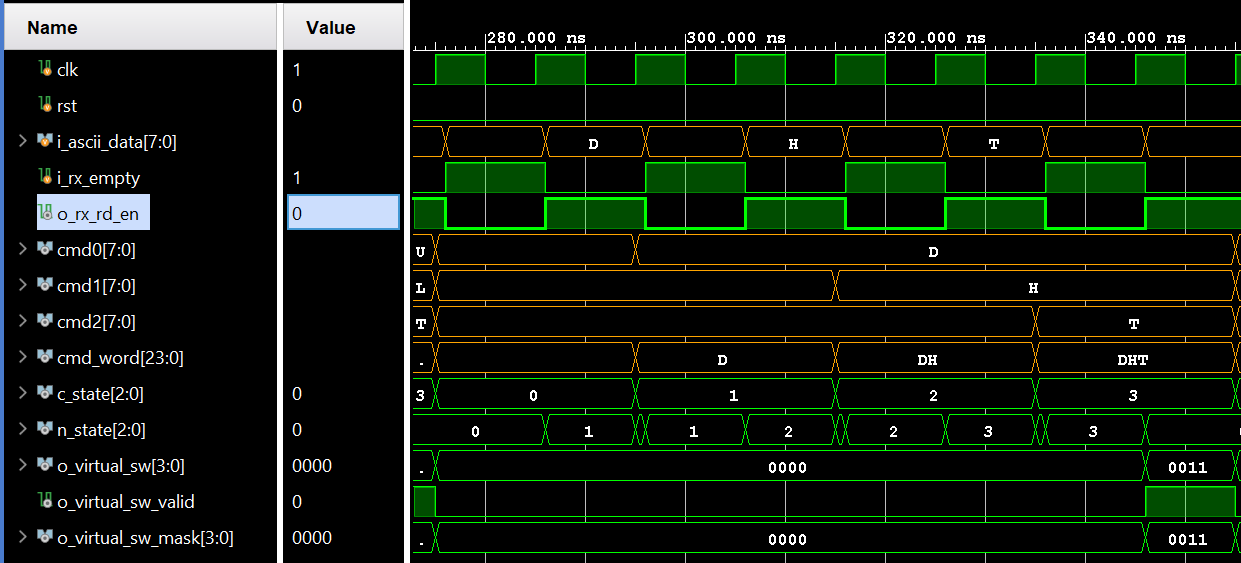 Name Value
280.000 ns 300.000 ns 320.000 ns 340.000 ns
clk 1
rst 0
i_ascii_data[7:0] D H T
i_rx_empty 1
o_rx_rd_en 0
cmd0[7:0] U D
cmd1[7:0] L H
cmd2[7:0] T T
cmd_word[23:0] . D DH DHT
c_state[2:0] 0 3 0 1 2 3
n_state[2:0] 0 0 1 1 2 2 3 3
o_virtual_sw[3:0] 0000 . 0000 0011
o_virtual_sw_valid 0
o_virtual_sw_mask[3:0] 0000 . 0000 0011